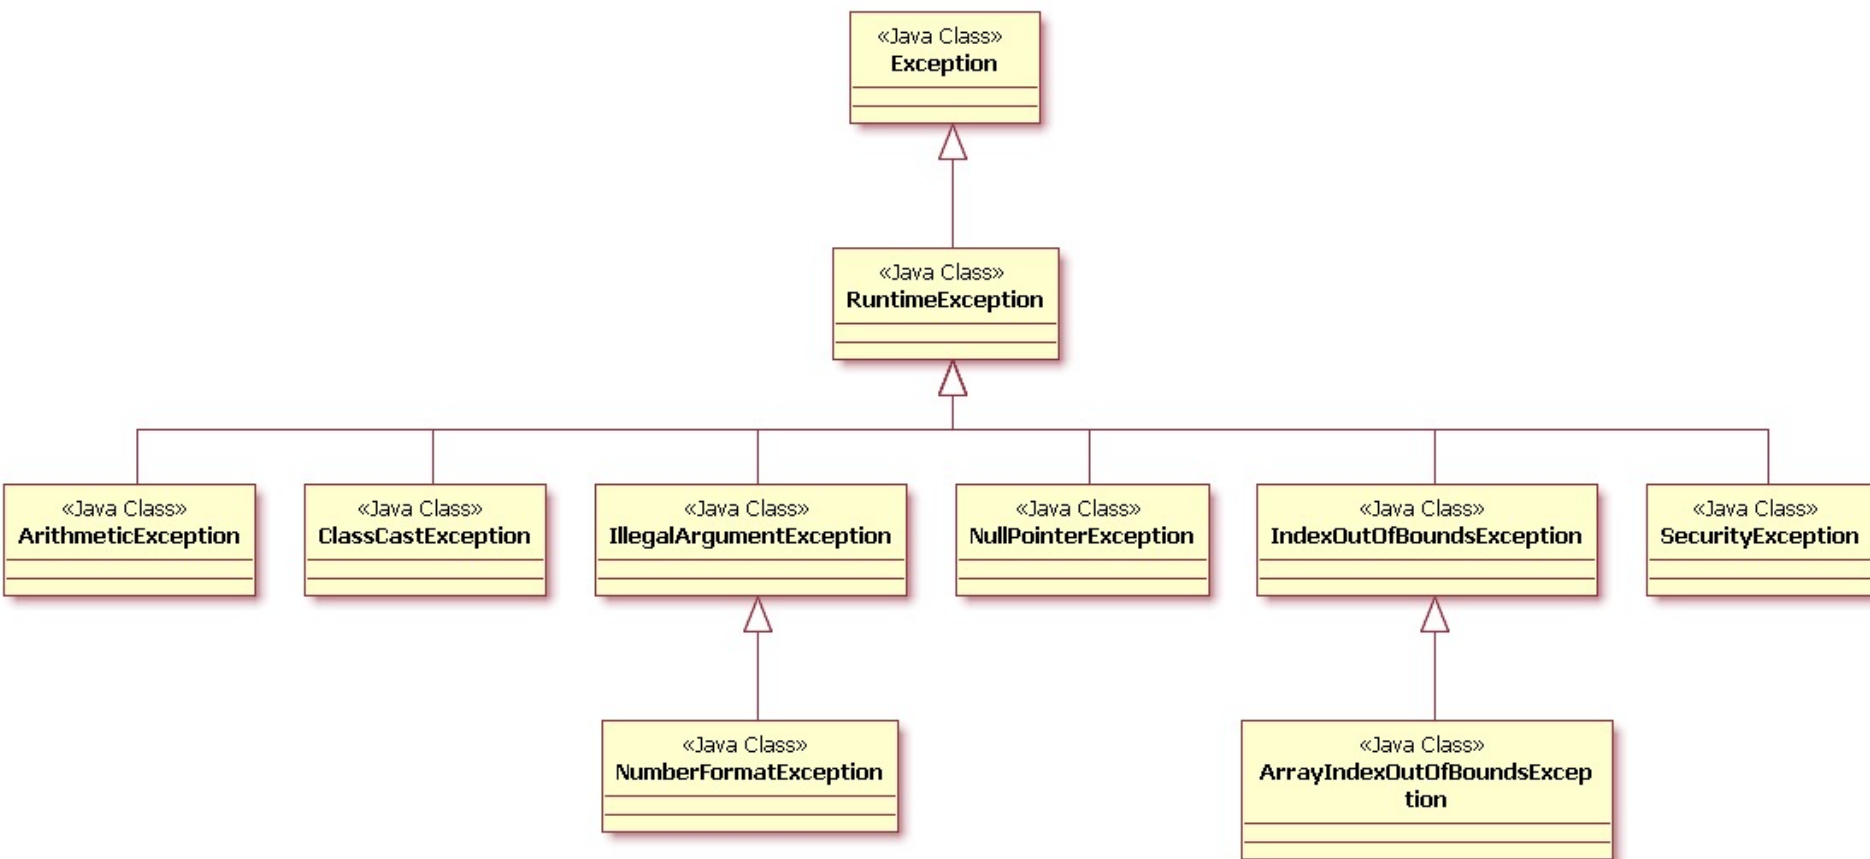 «Java Class»
Exception
«Java Class»
RuntimeException
«Java Class»
ArithmeticException
«Java Class»
ClassCastException
«Java Class»
IllegalArgumentException
«Java Class»
NullPointerException
«Java Class»
IndexOutOfBoundsException
«Java Class»
SecurityException
«Java Class»
NumberFormatException
«Java Class»
ArrayIndexOutOfBoundsExcep
tion